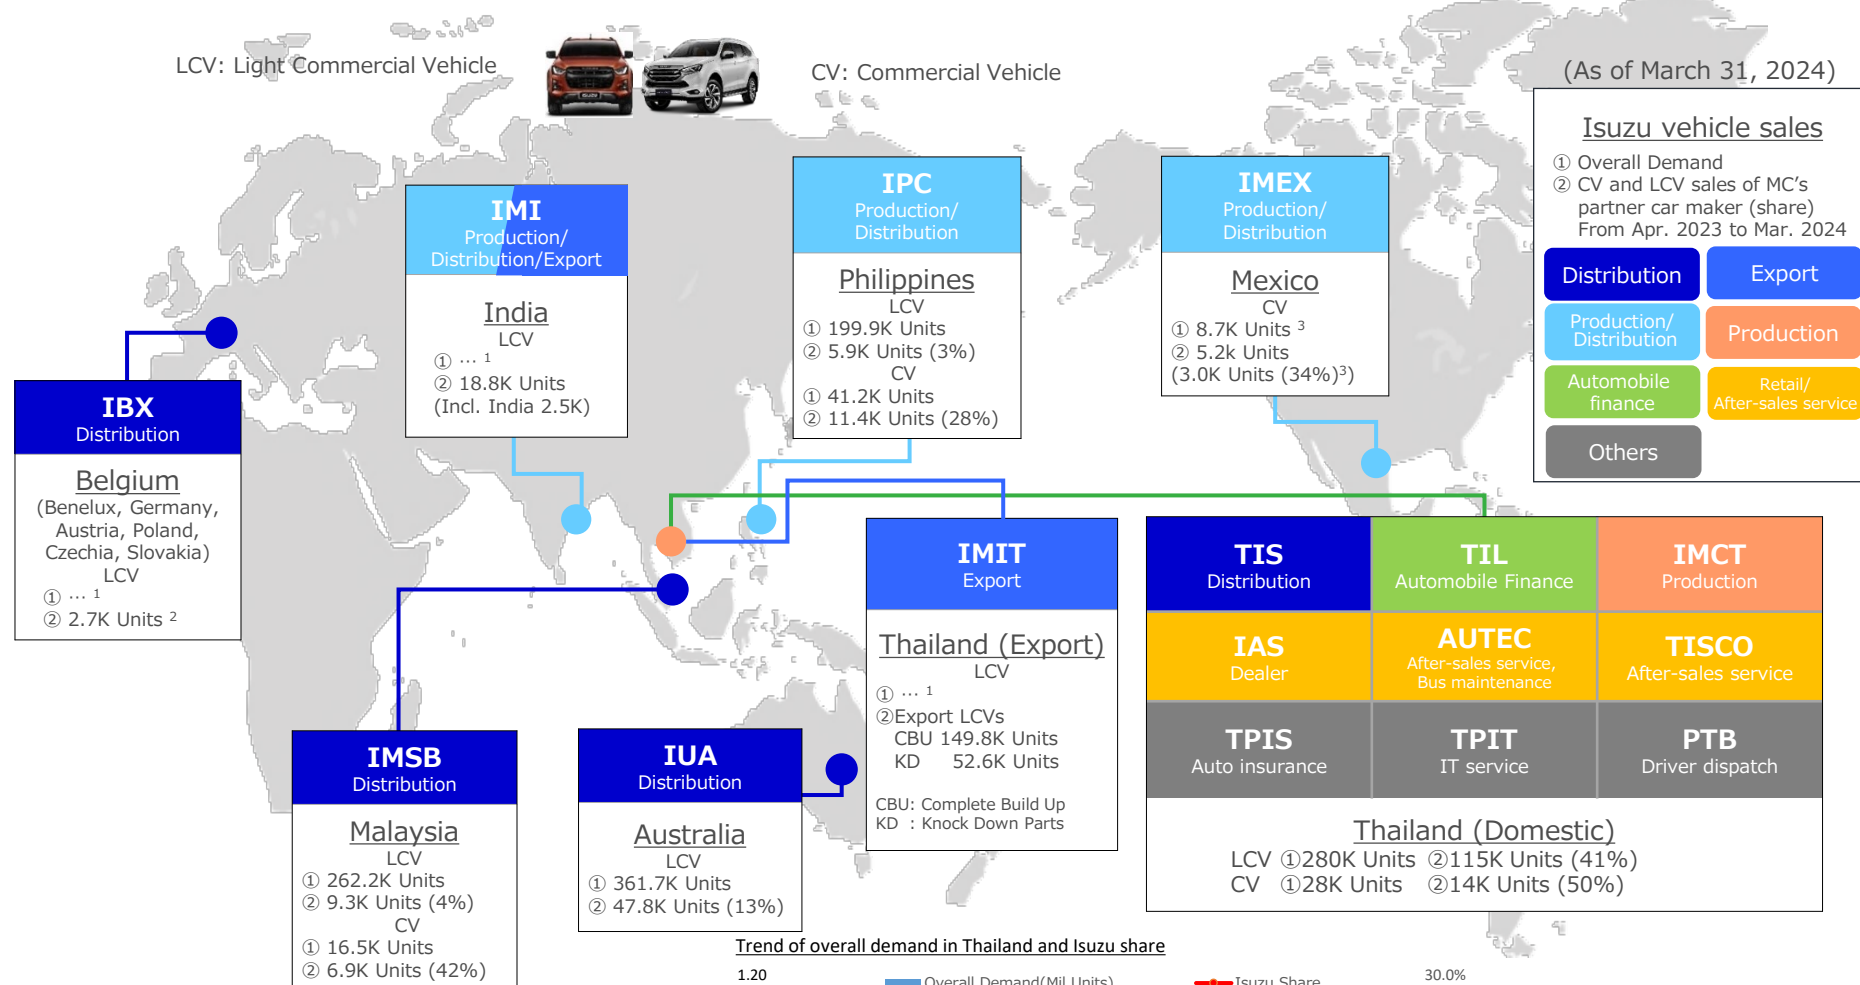 LCV: Light Commercial Vehicle
CV: Commercial Vehicle
(As of March 31, 2024)
Isuzu vehicle sales
① Overall Demand
② CV and LCV sales of MC's
partner car maker (share)
From Apr. 2023 to Mar. 2024
Distribution
Export
Production/
Distribution
Production
Automobile
finance
Retail/
After-sales service
Others
IMI
Production/
Distribution/Export
India
LCV
① … 1
② 18.8K Units
(Incl. India 2.5K)
IPC
Production/
Distribution
Philippines
LCV
① 199.9K Units
② 5.9K Units (3%)
CV
① 41.2K Units
② 11.4K Units (28%)
IMEX
Production/
Distribution
Mexico
CV
① 8.7K Units 3
② 5.2k Units
(3.0K Units (34%)3)
IBX
Distribution
Belgium
(Benelux, Germany,
Austria, Poland,
Czechia, Slovakia)
LCV
① … 1
② 2.7K Units 2
IMIT
Export
Thailand (Export)
LCV
① … 1
②Export LCVs
CBU 149.8K Units
KD 52.6K Units
CBU: Complete Build Up
KD : Knock Down Parts
TIS
Distribution
TIL
Automobile Finance
IMCT
Production
IAS
Dealer
AUTEC
After-sales service,
Bus maintenance
TISCO
After-sales service
TPIS
Auto insurance
TPIT
IT service
PTB
Driver dispatch
Thailand (Domestic)
LCV ①280K Units ②115K Units (41%)
CV ①28K Units ②14K Units (50%)
IMSB
Distribution
Malaysia
LCV
① 262.2K Units
② 9.3K Units (4%)
CV
① 16.5K Units
② 6.9K Units (42%)
IUA
Distribution
Australia
LCV
① 361.7K Units
② 47.8K Units (13%)
Trend of overall demand in Thailand and Isuzu share
1.20
Overall Demand(Mil Units)
Isuzu Share
30.0%